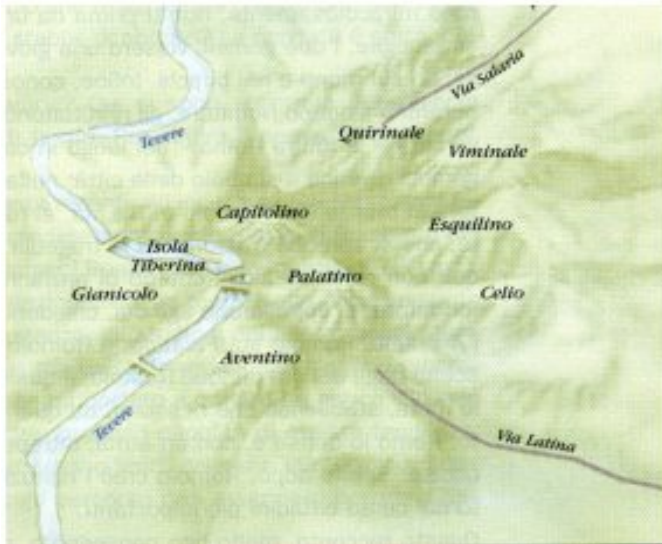 Via Salaria
Tevere
Quirinale
Viminale
Capitolino
Esquilino
Isola
Tiberina
Palatino
Gianicolo
Celio
Aventino
Tevere
Via Latina